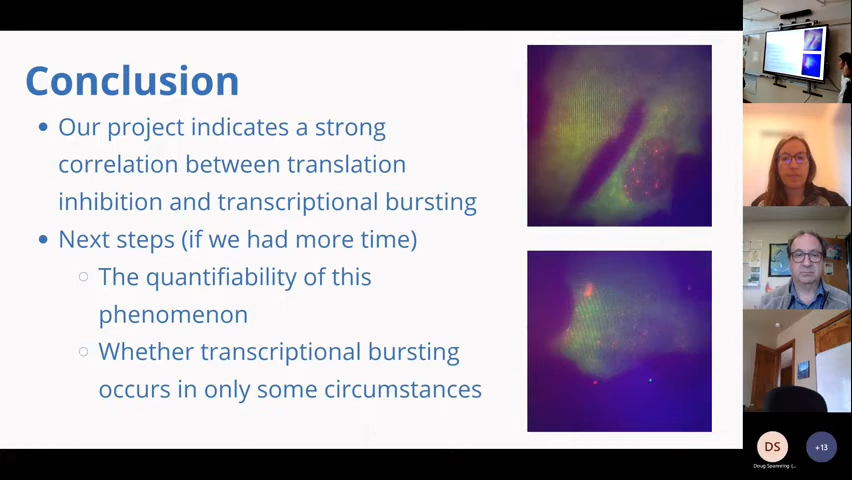 Conclusion
Our project indicates a strong
correlation between translation
inhibition and transcriptional bursting
Next steps (if we had more time)
The quantifiability of this
phenomenon
Whether transcriptional bursting
occurs in only some circumstances
DS
+13
Doug